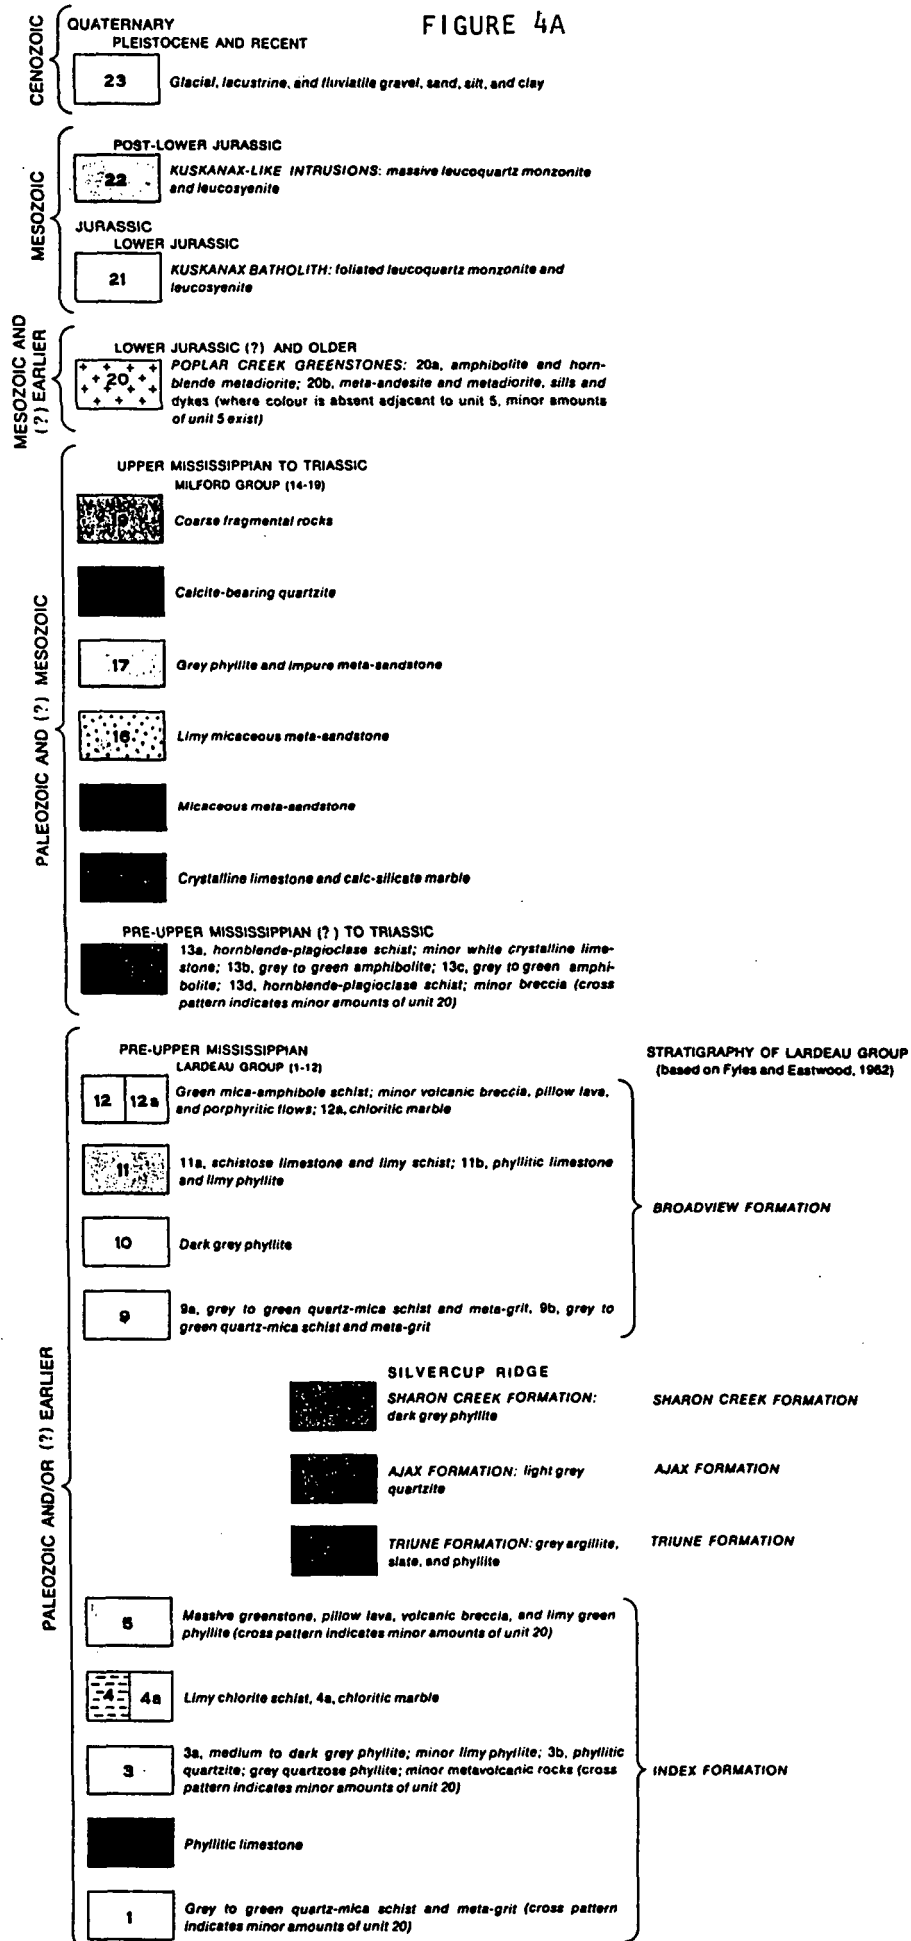 FIGURE 4A
CENOZOIC
QUATERNARY
PLEISTOCENE AND RECENT
23
Glacial, lacustrine, and fluviatile gravel, sand, silt, and clay
MESOZOIC
POST-LOWER JURASSIC
22
KUSKANAX-LIKE INTRUSIONS: massive leucoquartz monzonite
and leucosyenite
JURASSIC
LOWER JURASSIC
21
KUSKANAX BATHOLITH: foliated leucoquartz monzonite and
leucosyenite
MESOZOIC AND
(?) EARLIER
LOWER JURASSIC (?) AND OLDER
20
POPLAR CREEK GREENSTONES: 20a, amphibolite and horn-
blende metadiorite; 20b, meta-andesite and metadiorite, sills and
dykes (where colour is absent adjacent to unit 5, minor amounts
of unit 5 exist)
PALEOZOIC AND (?) MESOZOIC
UPPER MISSISSIPPIAN TO TRIASSIC
MILFORD GROUP (14-19)
19
Coarse fragmental rocks
Calcite-bearing quartzite
17
Grey phyllite and impure meta-sandstone
16
Limy micaceous meta-sandstone
Micaceous meta-sandstone
Crystalline limestone and calc-silicate marble
PRE-UPPER MISSISSIPPIAN (?) TO TRIASSIC
13a, hornblende-plagioclase schist; minor white crystalline lime-
stone; 13b, grey to green amphibolite; 13c, grey to green amphi-
bolite; 13d, hornblende-plagioclase schist; minor breccia (cross
pattern indicates minor amounts of unit 20)
PALEOZOIC AND/OR (?) EARLIER
PRE-UPPER MISSISSIPPIAN
LARDEAU GROUP (1-12)
STRATIGRAPHY OF LARDEAU GROUP
(based on Fyles and Eastwood, 1962)
12 12a
Green mica-amphibole schist; minor volcanic breccia, pillow lava,
and porphyritic flows; 12a, chloritic marble
11
11a, schistose limestone and limy schist; 11b, phyllitic limestone
and limy phyllite
BROADVIEW FORMATION
10
Dark grey phyllite
9
9a, grey to green quartz-mica schist and meta-grit, 9b, grey to
green quartz-mica schist and meta-grit
SILVERCUP RIDGE
SHARON CREEK FORMATION:
dark grey phyllite
SHARON CREEK FORMATION
AJAX FORMATION: light grey
quartzite
AJAX FORMATION
TRIUNE FORMATION: grey argillite,
slate, and phyllite
TRIUNE FORMATION
5
Massive greenstone, pillow lava, volcanic breccia, and limy green
phyllite (cross pattern indicates minor amounts of unit 20)
4 4a
Limy chlorite schist, 4a, chloritic marble
3
3a, medium to dark grey phyllite; minor limy phyllite; 3b, phyllitic
quartzite; grey quartzose phyllite; minor metavolcanic rocks (cross
pattern indicates minor amounts of unit 20)
INDEX FORMATION
Phyllitic limestone
1
Grey to green quartz-mica schist and meta-grit (cross pattern
indicates minor amounts of unit 20)